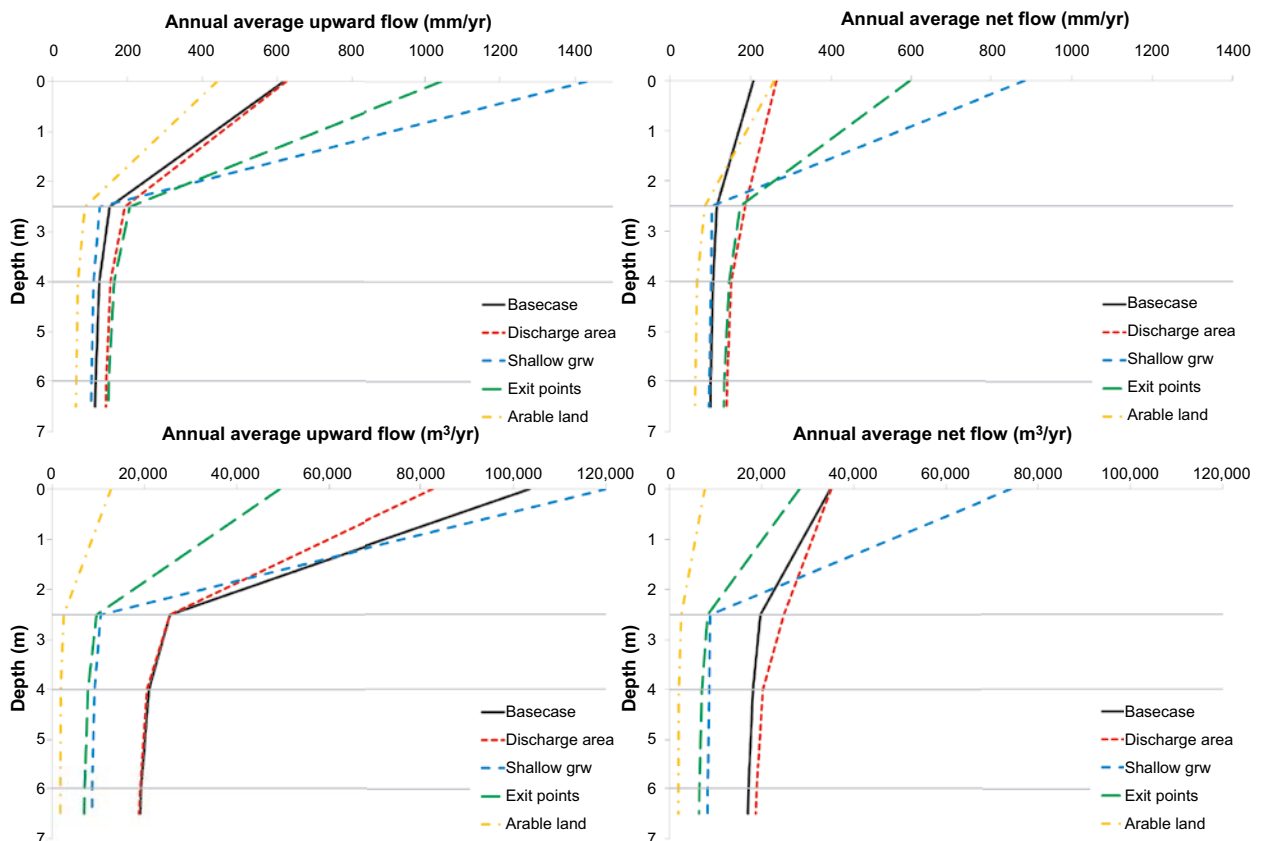 Annual average upward flow (mm/yr)
0 200 400 600 800 1000 1200 1400
0
1
2
3
4
5
6
7
Depth (m)
Basecase
Discharge area
Shallow grw
Exit points
Arable land
Annual average net flow (mm/yr)
0 200 400 600 800 1000 1200 1400
0
1
2
3
4
5
6
7
Depth (m)
Basecase
Discharge area
Shallow grw
Exit points
Arable land
Annual average upward flow (m³/yr)
0 20,000 40,000 60,000 80,000 100,000 120,000
0
1
2
3
4
5
6
7
Depth (m)
Basecase
Discharge area
Shallow grw
Exit points
Arable land
Annual average net flow (m³/yr)
0 20,000 40,000 60,000 80,000 100,000 120,000
0
1
2
3
4
5
6
7
Depth (m)
Basecase
Discharge area
Shallow grw
Exit points
Arable land